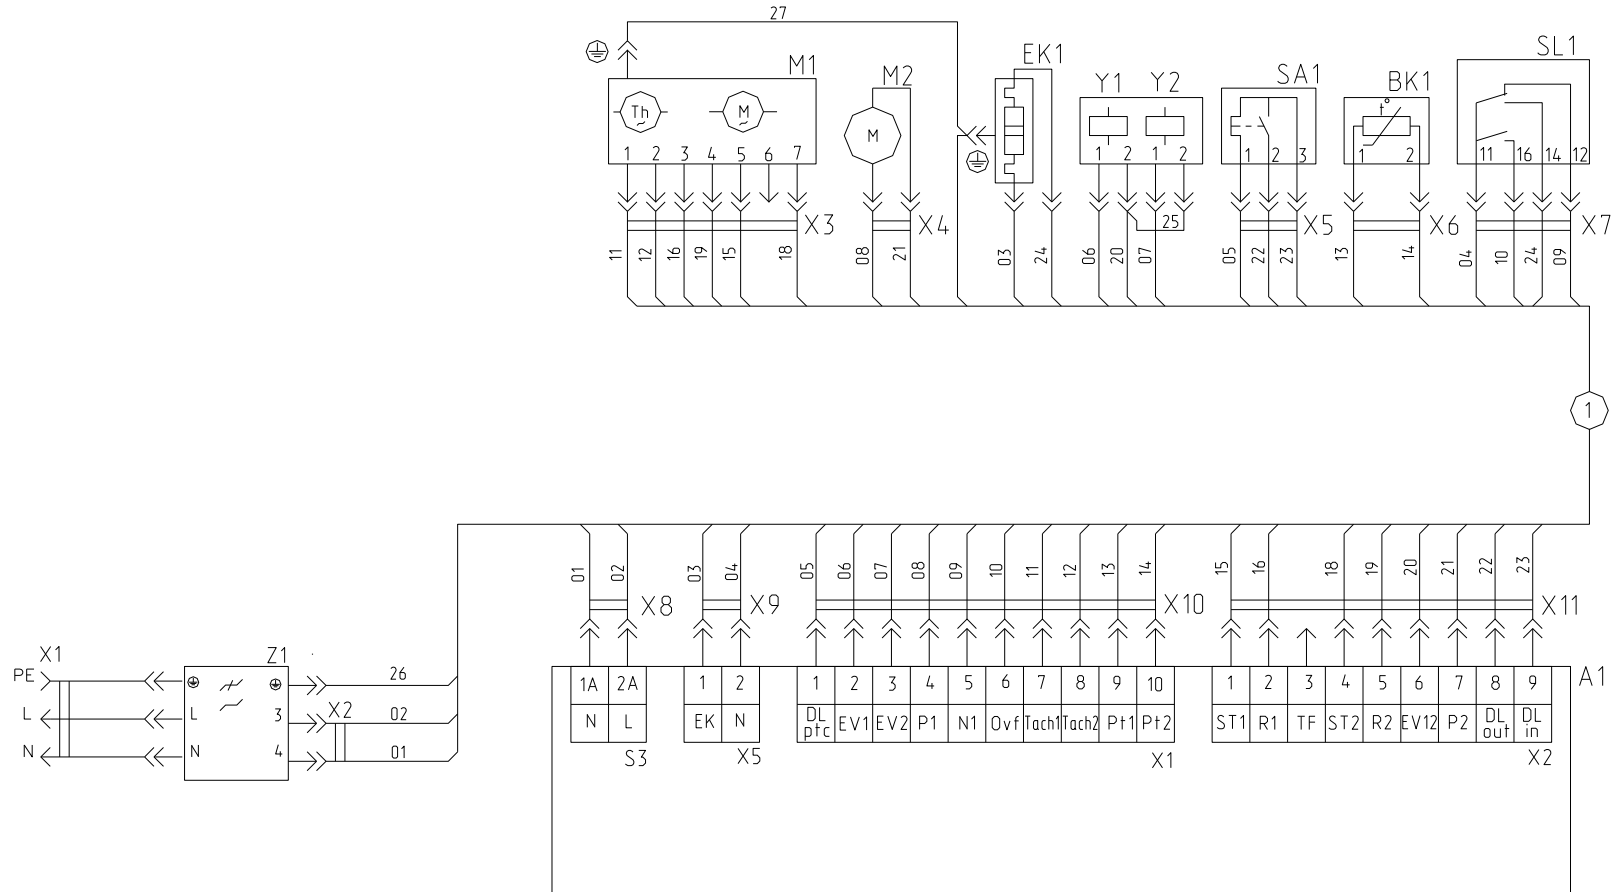 27
M1
M2
EK1
Y1 Y2
SA1
BK1
SL1
Th
~
M
~
M
t°
1 2 3 4 5 6 7
1 2 1 2
1 2 3
1 2
11 16 14 12
X3
X4
25
X5
X6
X7
11 12 16 19 15 18
08 21
03 24
06 20 07
05 22 23
13 14
04 10 24 09
1
01 02
03 04
05 06 07 08 09 10 11 12 13 14
15 16 18 19 20 21 22 23
X8
X9
X10
X11
X1
Z1
PE
L
N
L
N
3
4
X2
26
02
01
A1
1A 2A
N L
S3
1 2
EK N
X5
1 2 3 4 5 6 7 8 9 10
DL ptc EV1 EV2 P1 N1 Ovf Tach1 Tach2 Pt1 Pt2
X1
1 2 3 4 5 6 7 8 9
ST1 R1 TF ST2 R2 EV12 P2 DL out DL in
X2